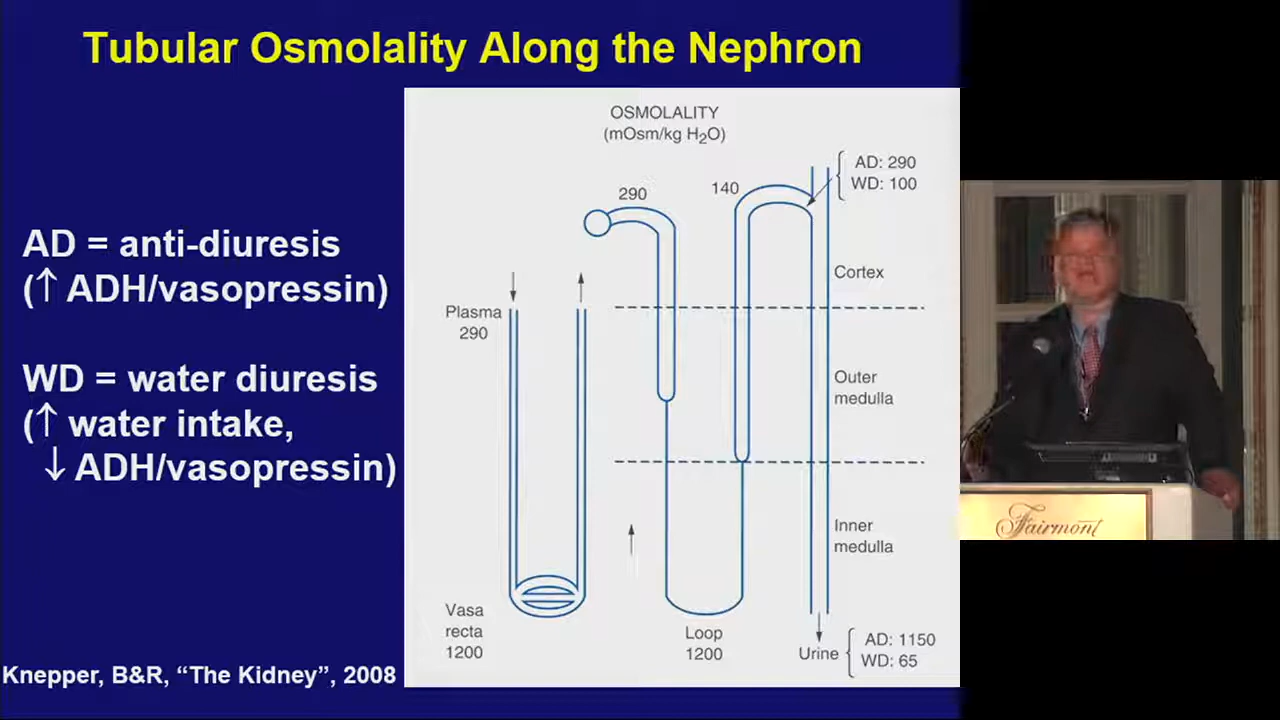 Tubular Osmolality Along the Nephron
AD = anti-diuresis
(↑ ADH/vasopressin)
WD = water diuresis
(↑ water intake,
↓ ADH/vasopressin)
Knepper, B&R, “The Kidney”, 2008
OSMOLALITY
(mOsm/kg H₂O)
290
140
AD: 290
WD: 100
Cortex
Plasma
290
Outer
medulla
Inner
medulla
Vasa
recta
1200
Loop
1200
Urine
AD: 1150
WD: 65
Fairmont